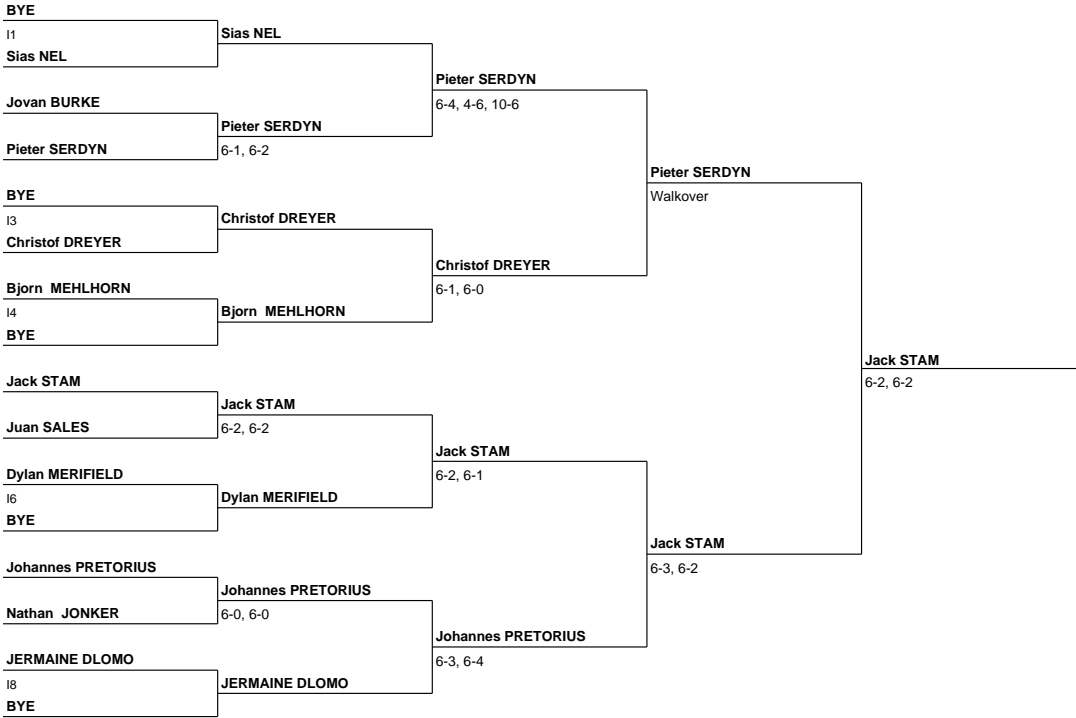 BYE
I1
Sias NEL
Sias NEL
Pieter SERDYN
6-4, 4-6, 10-6
Jovan BURKE
Pieter SERDYN
Pieter SERDYN
6-1, 6-2
Pieter SERDYN
Walkover
BYE
I3
Christof DREYER
Christof DREYER
Christof DREYER
6-1, 6-0
Bjorn MEHLHORN
I4
Bjorn MEHLHORN
BYE
Jack STAM
6-2, 6-2
Jack STAM
Jack STAM
Juan SALES
6-2, 6-2
Jack STAM
6-2, 6-1
Dylan MERIFIELD
I6
Dylan MERIFIELD
BYE
Jack STAM
6-3, 6-2
Johannes PRETORIUS
Johannes PRETORIUS
Nathan JONKER
6-0, 6-0
Johannes PRETORIUS
6-3, 6-4
JERMAINE DLOMO
I8
JERMAINE DLOMO
BYE